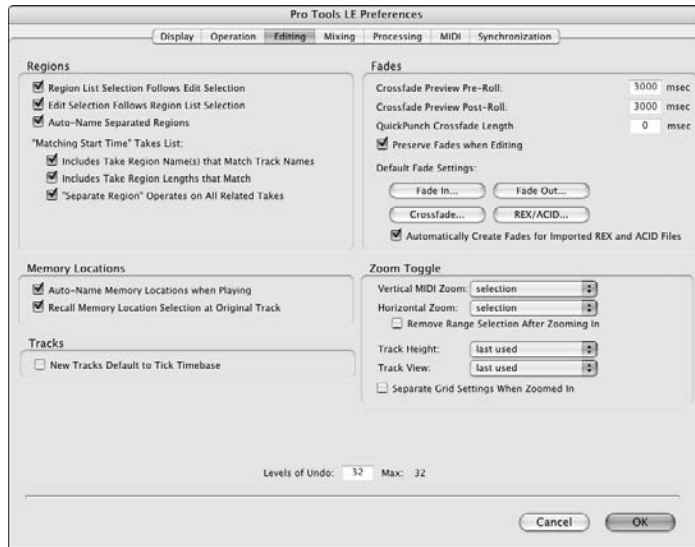 Pro Tools LE Preferences
Display Operation Editing Mixing Processing MIDI Synchronization
Regions
Region List Selection Follows Edit Selection
Edit Selection Follows Region List Selection
Auto-Name Separated Regions
"Matching Start Time" Takes List:
Includes Take Region Name(s) that Match Track Names
Includes Take Region Lengths that Match
"Separate Region" Operates on All Related Takes
Fades
Crossfade Preview Pre-Roll: 3000 msec
Crossfade Preview Post-Roll: 3000 msec
QuickPunch Crossfade Length 0 msec
Preserve Fades when Editing
Default Fade Settings:
Fade In... Fade Out...
Crossfade... REX/ACID...
Automatically Create Fades for Imported REX and ACID Files
Memory Locations
Auto-Name Memory Locations when Playing
Recall Memory Location Selection at Original Track
Tracks
New Tracks Default to Tick Timebase
Zoom Toggle
Vertical MIDI Zoom: selection
Horizontal Zoom: selection
Remove Range Selection After Zooming In
Track Height: last used
Track View: last used
Separate Grid Settings When Zoomed In
Levels of Undo: 32 Max: 32
Cancel OK